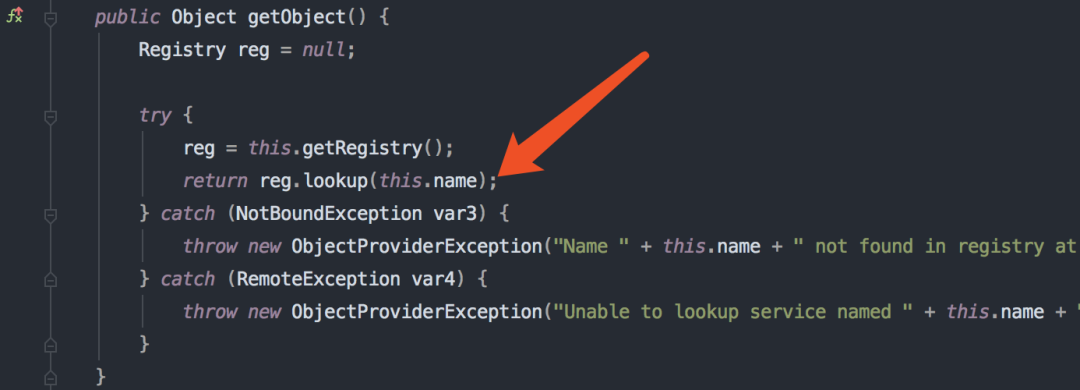 public Object getObject() {
Registry reg = null;
try {
reg = this.getRegistry();
return reg.lookup(this.name);
} catch (NotBoundException var3) {
throw new ObjectProviderException("Name " + this.name + " not found in registry at
} catch (RemoteException var4) {
throw new ObjectProviderException("Unable to lookup service named " + this.name + "
}
}